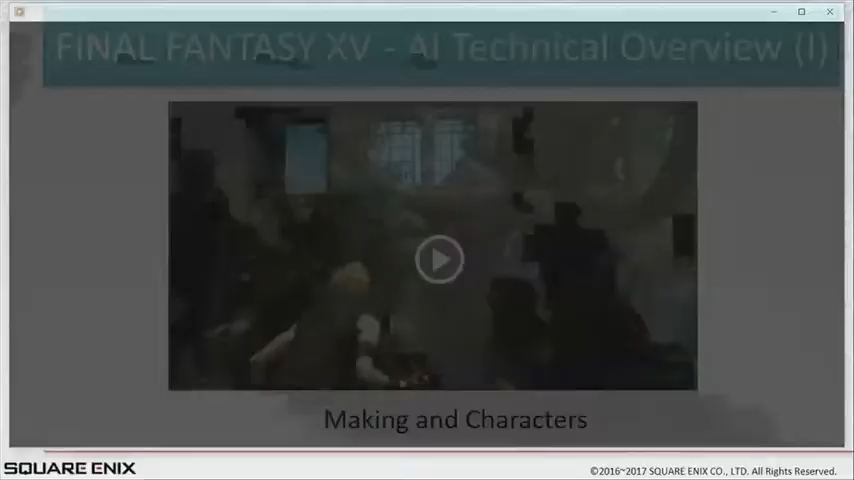 FINAL FANTASY XV - AI Technical Overview (I)
Making and Characters
SQUARE ENIX
©2016~2017 SQUARE ENIX CO., LTD. All Rights Reserved.